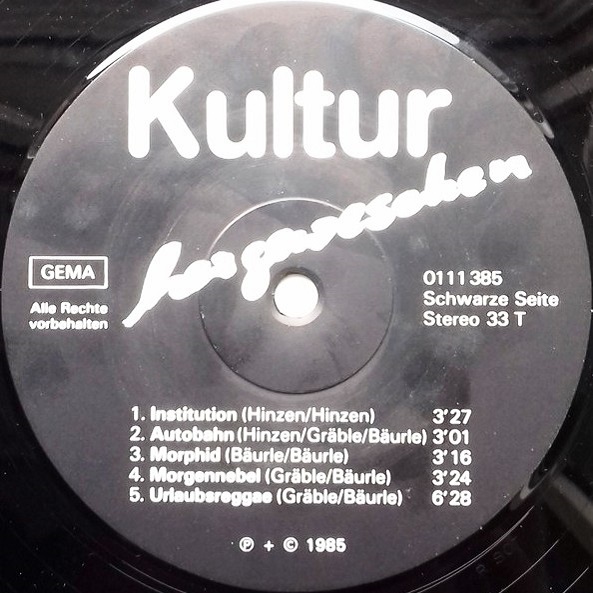 Kultur
GEMA
Alle Rechte
vorbehalten
0111 385
Schwarze Seite
Stereo 33 T
1. Institution (Hinzen/Hinzen) 3'27
2. Autobahn (Hinzen/Gräble/Bäurle) 3'01
3. Morphid (Bäurle/Bäurle) 3'16
4. Morgennebel (Gräble/Bäurle) 3'24
5. Urlaubsreggae (Gräble/Bäurle) 6'28
℗ + © 1985